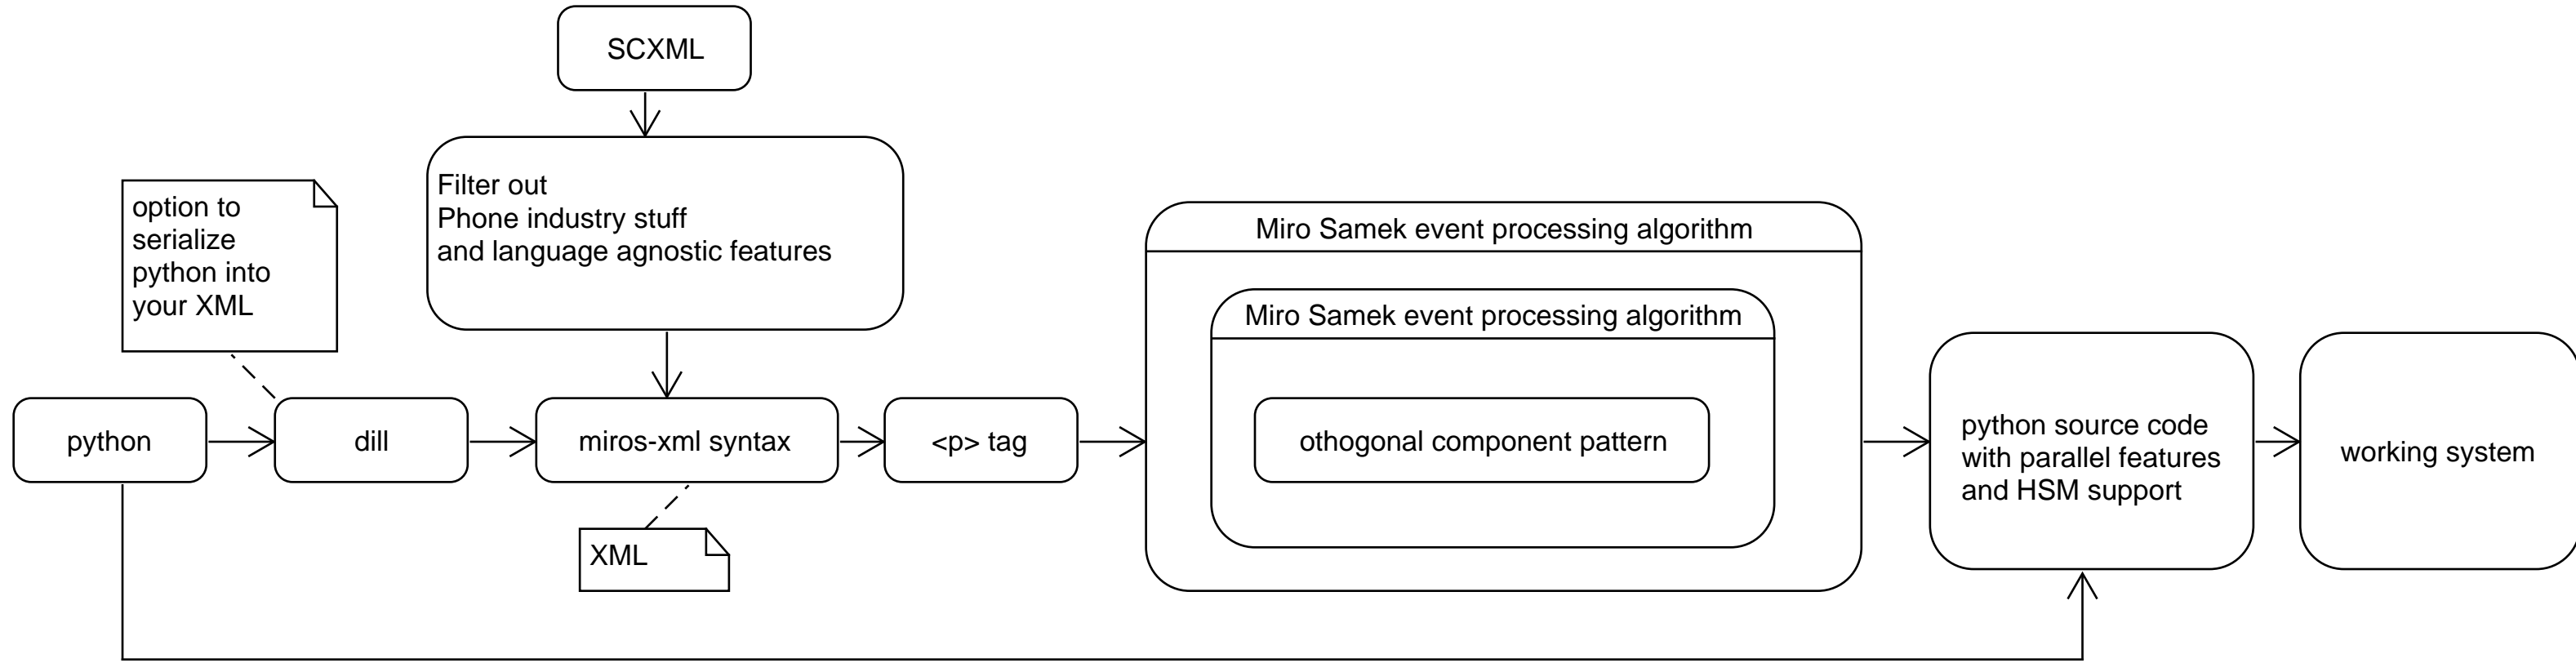 SCXML
Filter out
Phone industry stuff
and language agnostic features
option to
serialize
python into
your XML
Miro Samek event processing algorithm
Miro Samek event processing algorithm
python
dill
miros-xml syntax
<p> tag
othogonal component pattern
python source code
with parallel features
and HSM support
working system
XML